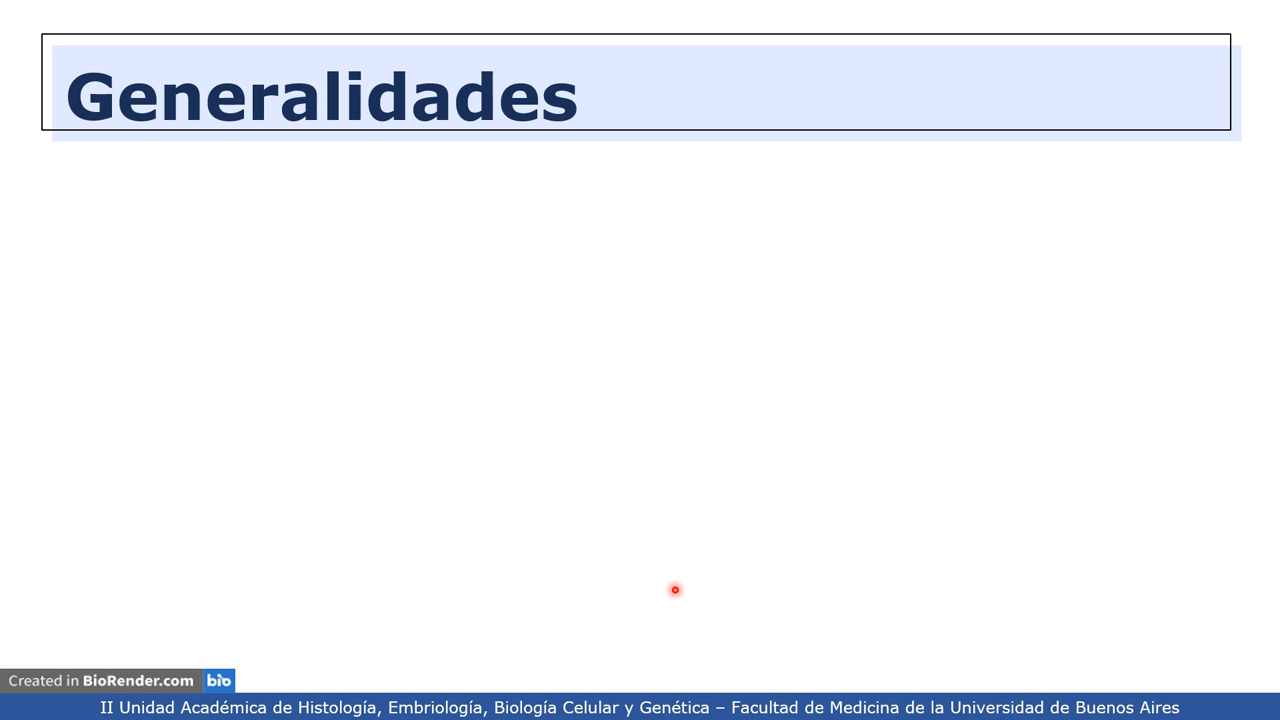 Generalidades
Created in BioRender.com bio
II Unidad Académica de Histología, Embriología, Biología Celular y Genética – Facultad de Medicina de la Universidad de Buenos Aires